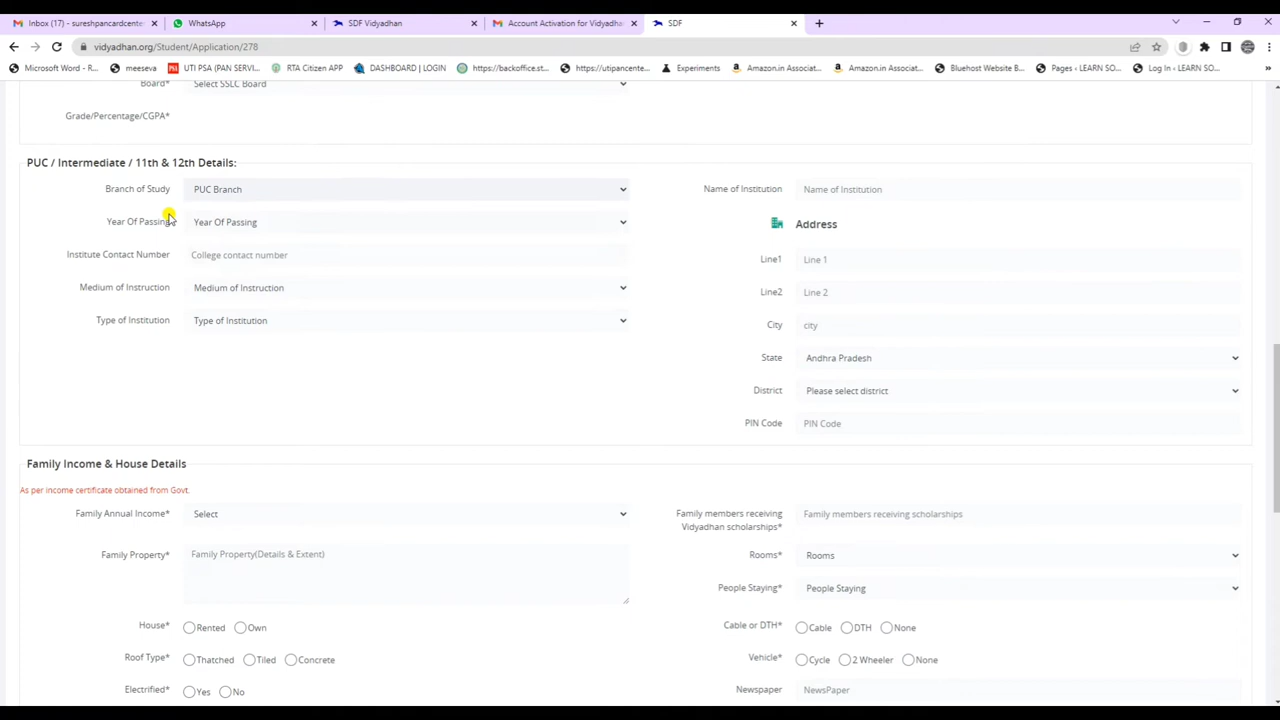 Inbox (17) - sureshpancardcente
WhatsApp
SDF Vidyadhan
Account Activation for Vidyadha
SDF
vidyadhan.org/Student/Application/278
Microsoft Word - R...
meeseva
UTI PSA (PAN SERVI...
RTA Citizen APP
DASHBOARD | LOGIN
https://backoffice.st...
https://utipancente...
Experiments
Amazon.in Associat...
Amazon.in Associat...
Bluehost Website B...
Pages ‹ LEARN SO...
Log In ‹ LEARN SO...
»
Board*
Select SSLC Board
Grade/Percentage/CGPA*
PUC / Intermediate / 11th & 12th Details:
Branch of Study
PUC Branch
Name of Institution
Name of Institution
Year Of Passing
Year Of Passing
Address
Institute Contact Number
College contact number
Line1
Line 1
Medium of Instruction
Medium of Instruction
Line2
Line 2
Type of Institution
Type of Institution
City
city
State
Andhra Pradesh
District
Please select district
PIN Code
PIN Code
Family Income & House Details
As per income certificate obtained from Govt.
Family Annual Income*
Select
Family members receiving
Vidyadhan scholarships*
Family members receiving scholarships
Family Property*
Family Property(Details & Extent)
Rooms*
Rooms
People Staying*
People Staying
House*
Rented
Own
Cable or DTH*
Cable
DTH
None
Roof Type*
Thatched
Tiled
Concrete
Vehicle*
Cycle
2 Wheeler
None
Electrified*
Yes
No
Newspaper
NewsPaper